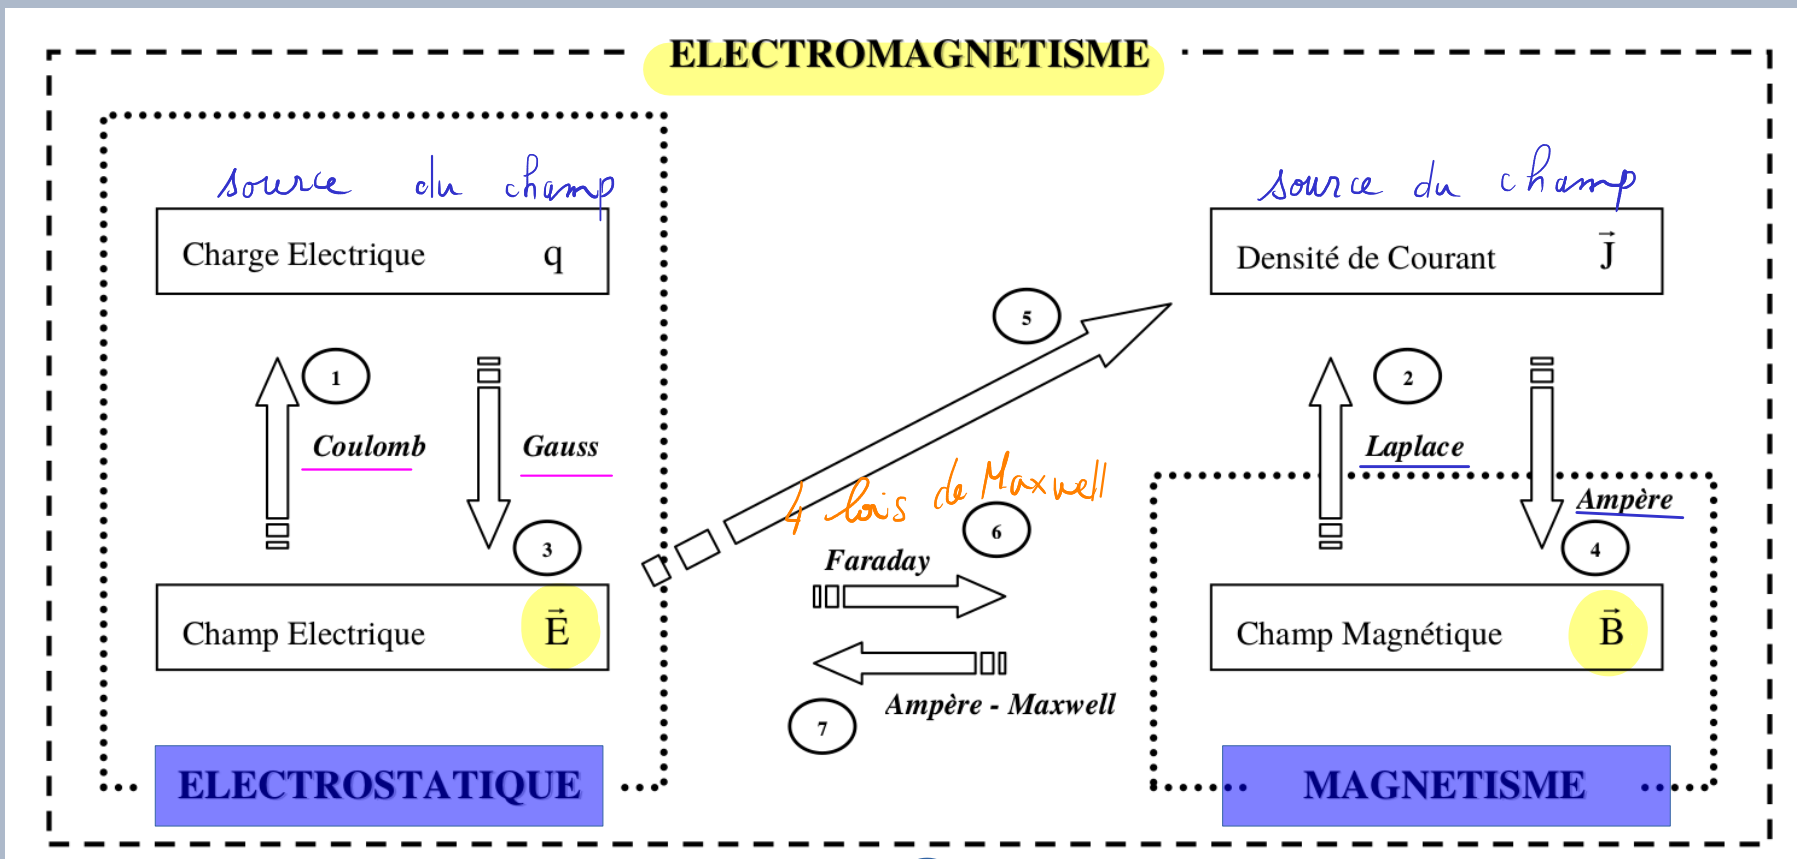 ELECTROMAGNETISME
source du champ
source du champ
Charge Electrique q
Densité de Courant J
5
1
2
Coulomb
Gauss
Laplace
4 lois de Maxwell
Ampère
6
3
4
Faraday
Champ Electrique E
Champ Magnétique B
Ampère - Maxwell
7
ELECTROSTATIQUE
MAGNETISME